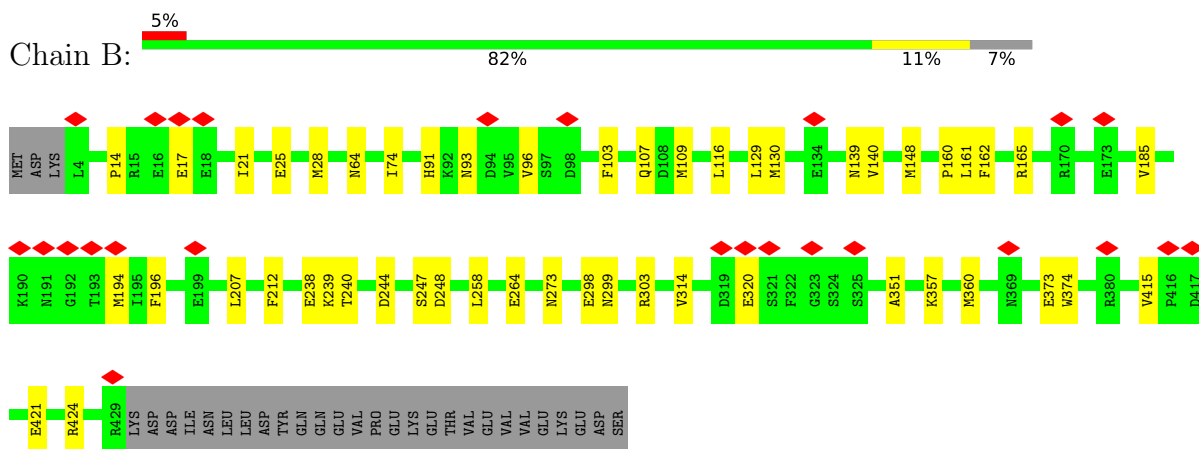 5%
Chain B:
82% 11% 7%
MET ASP LYS L4 P14 R15 E16 E17 E18 I21 E25 M28 N64 I74 H91 K92 N93 D94 V95 V96 S97 D98 F103 Q107 D108 M109 L116 L129 M130 E134 N139 V140 M148 P160 L161 F162 R165 R170 E173 V185
K190 N191 G192 T193 M194 I195 F196 E199 L207 F212 E238 K239 T240 D244 S247 D248 L258 E264 N273 E298 N299 R303 V314 D319 E320 S321 F322 G323 S324 S325 A351 K357 M360 N369 E373 W374 R380 V415 P416 D417
E421 R424 R429 LYS ASP ASP ILE ASN LEU LEU ASP TYR GLN GLN GLU VAL PRO GLU LYS GLU THR VAL GLU VAL VAL GLU LYS GLU ASP SER